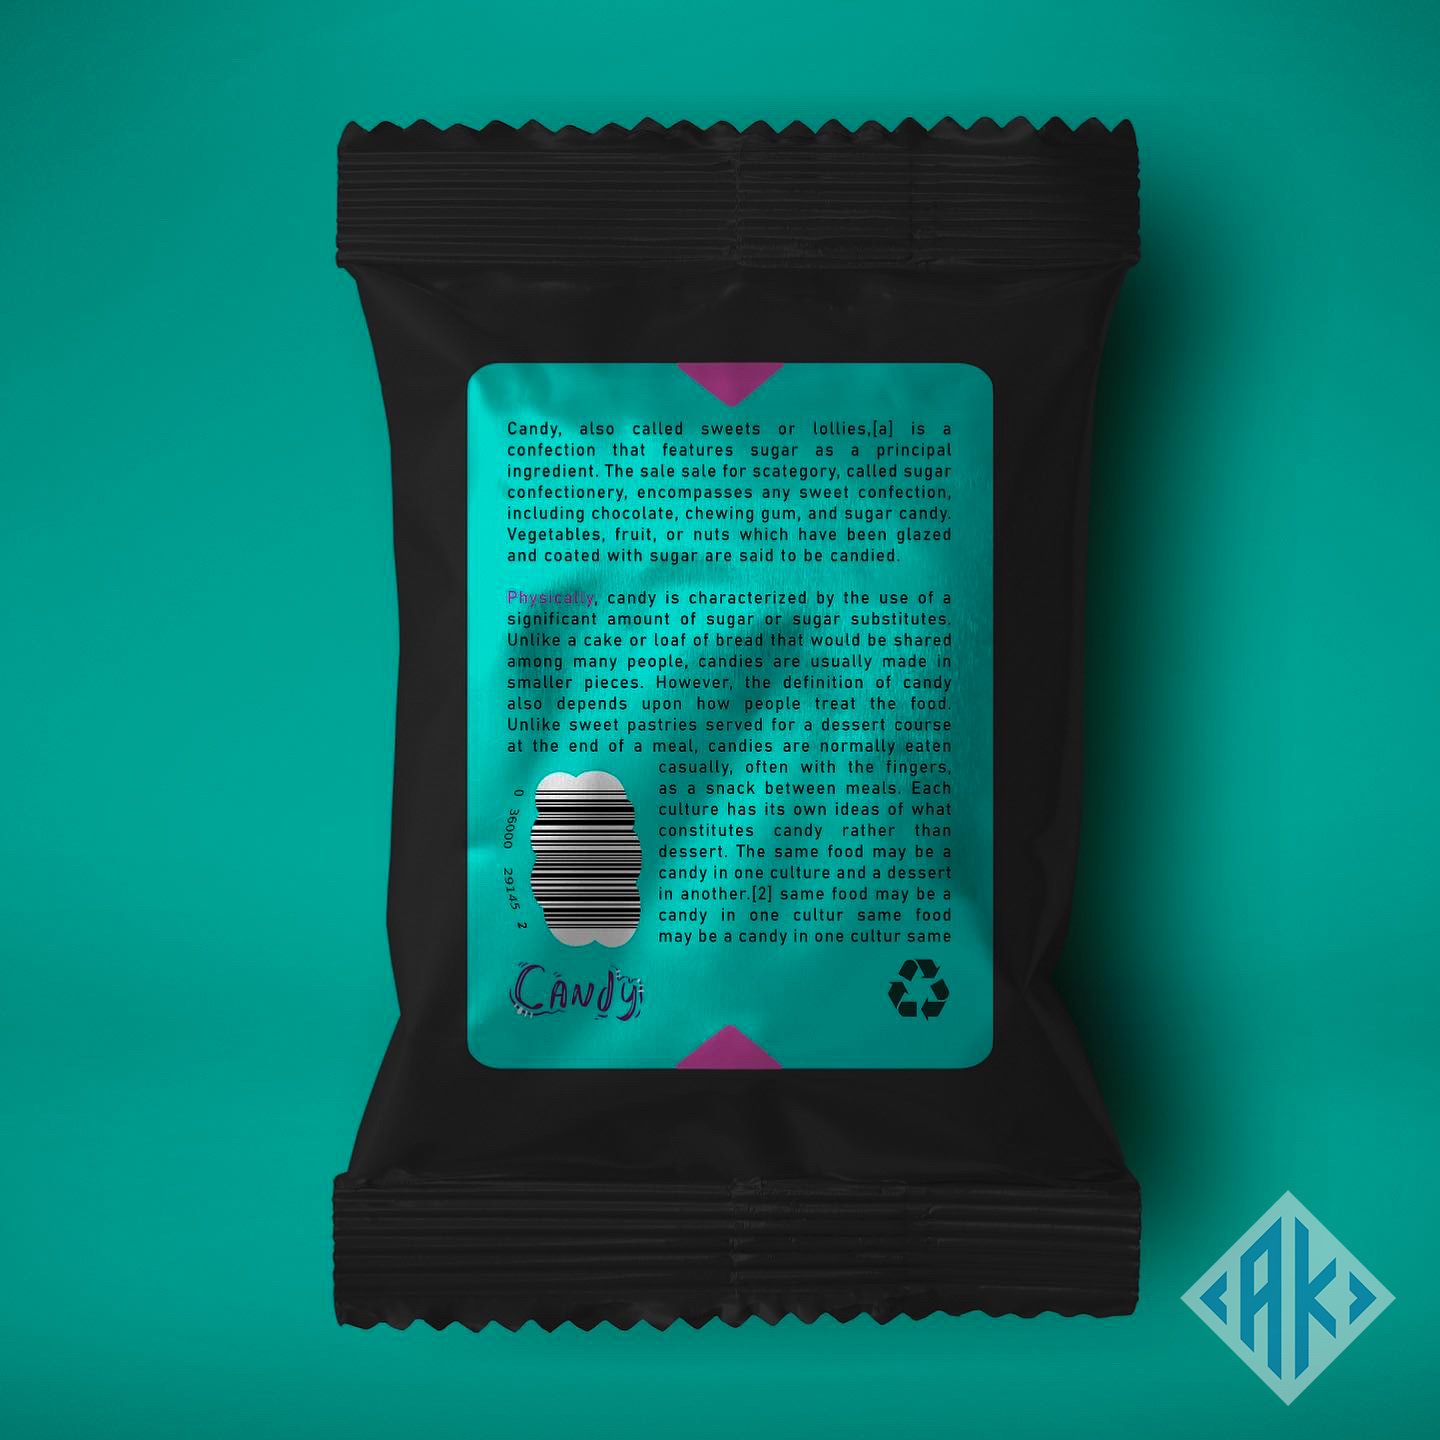 Candy, also called sweets or lollies,[a] is a
confection that features sugar as a principal
ingredient. The sale sale for scategory, called sugar
confectionery, encompasses any sweet confection,
including chocolate, chewing gum, and sugar candy.
Vegetables, fruit, or nuts which have been glazed
and coated with sugar are said to be candied.
Physically, candy is characterized by the use of a
significant amount of sugar or sugar substitutes.
Unlike a cake or loaf of bread that would be shared
among many people, candies are usually made in
smaller pieces. However, the definition of candy
also depends upon how people treat the food.
Unlike sweet pastries served for a dessert course
at the end of a meal, candies are normally eaten
casually, often with the fingers,
as a snack between meals. Each
culture has its own ideas of what
constitutes candy rather than
dessert. The same food may be a
candy in one culture and a dessert
in another.[2] same food may be a
candy in one cultur same food
may be a candy in one cultur same
0 36000 29145 2
CANdy
AK